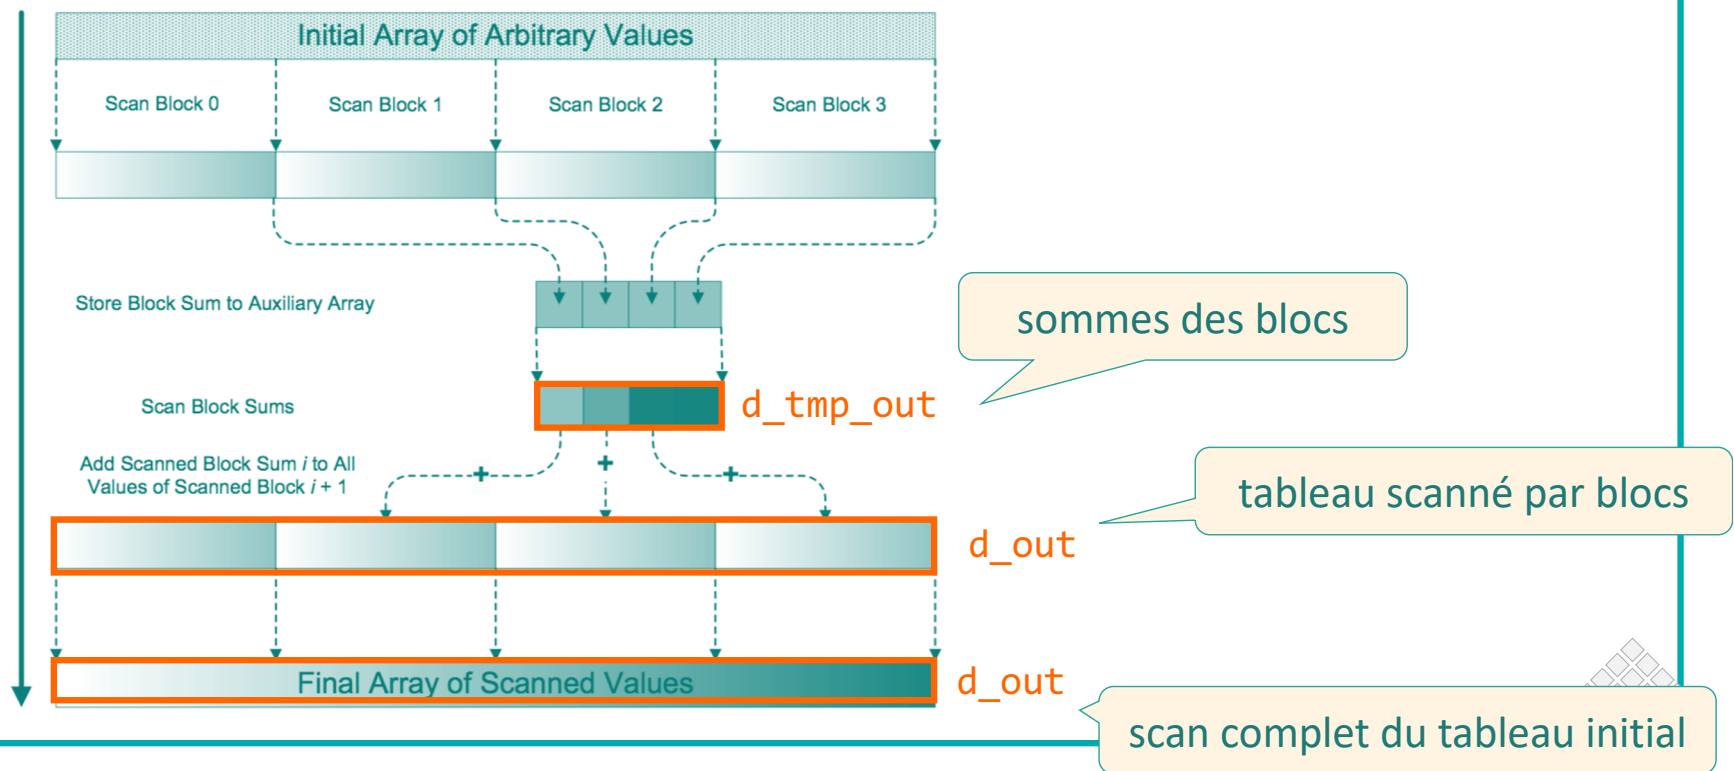 Initial Array of Arbitrary Values
Scan Block 0
Scan Block 1
Scan Block 2
Scan Block 3
Store Block Sum to Auxiliary Array
sommes des blocs
Scan Block Sums
d_tmp_out
Add Scanned Block Sum i to All
Values of Scanned Block i + 1
+
+
+
tableau scanné par blocs
d_out
Final Array of Scanned Values
d_out
scan complet du tableau initial